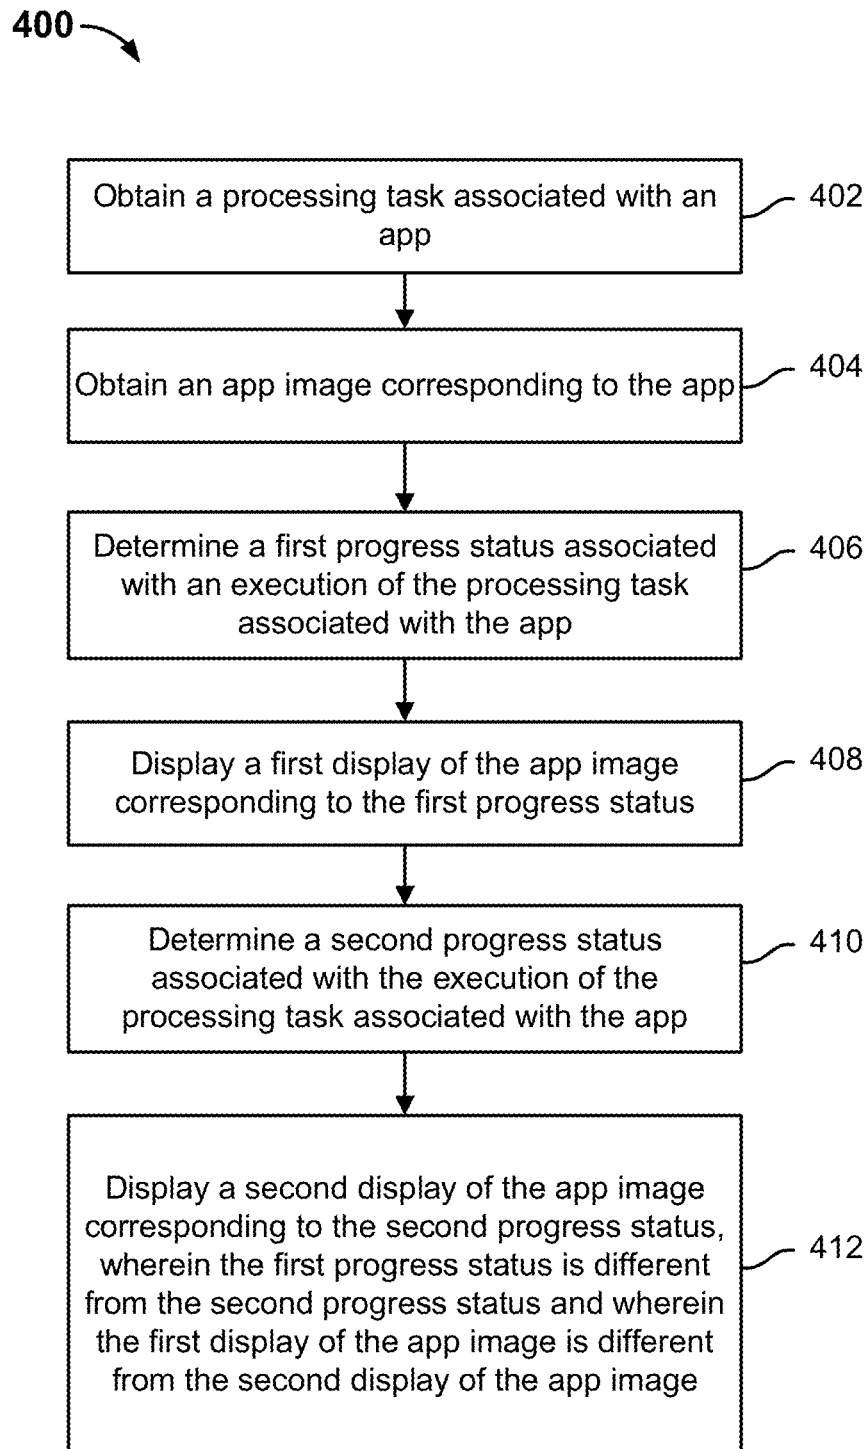 400
Obtain a processing task associated with an
app
402
Obtain an app image corresponding to the app
404
Determine a first progress status associated
with an execution of the processing task
associated with the app
406
Display a first display of the app image
corresponding to the first progress status
408
Determine a second progress status
associated with the execution of the
processing task associated with the app
410
Display a second display of the app image
corresponding to the second progress status,
wherein the first progress status is different
from the second progress status and wherein
the first display of the app image is different
from the second display of the app image
412